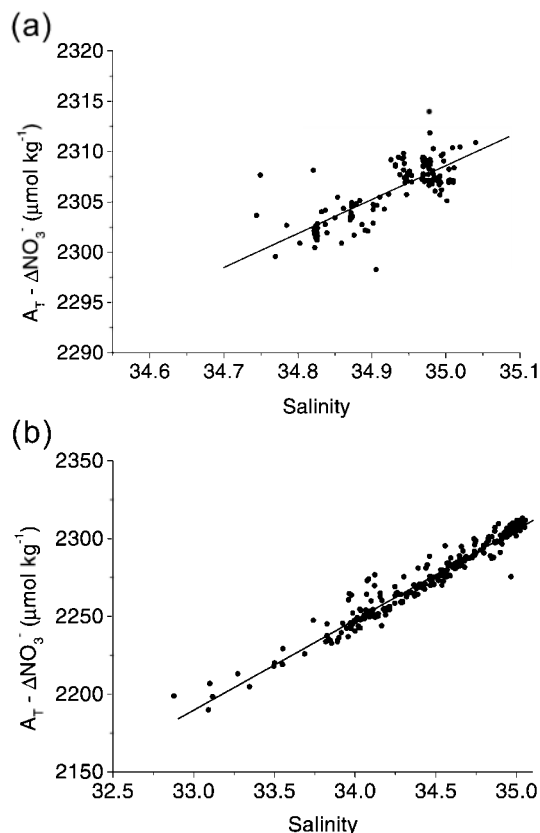 (a)
2320
2315
2310
2305
2300
2295
2290
A_T - ΔNO₃⁻ (μmol kg⁻¹)
34.6 34.7 34.8 34.9 35.0 35.1
Salinity
(b)
2350
2300
2250
2200
2150
A_T - ΔNO₃⁻ (μmol kg⁻¹)
32.5 33.0 33.5 34.0 34.5 35.0
Salinity